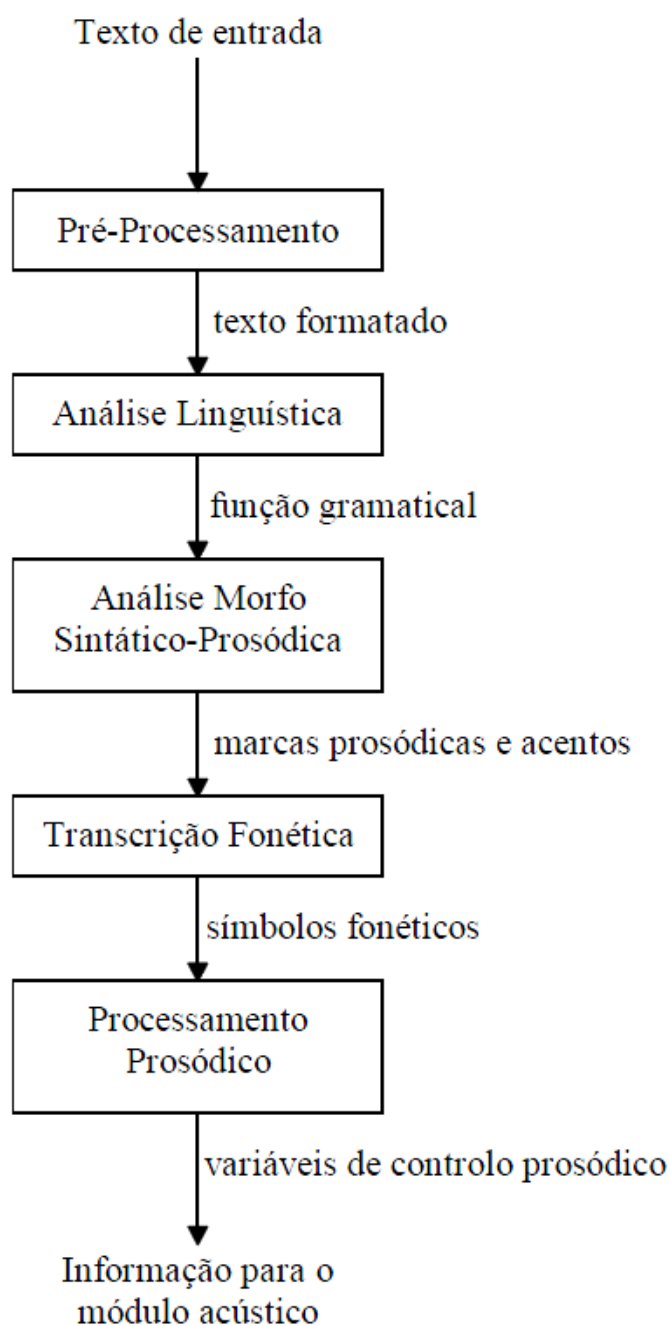 Texto de entrada
Pré-Processamento
texto formatado
Análise Linguística
função gramatical
Análise Morfo
Sintático-Prosódica
marcas prosódicas e acentos
Transcrição Fonética
símbolos fonéticos
Processamento
Prosódico
variáveis de controlo prosódico
Informação para o
módulo acústico